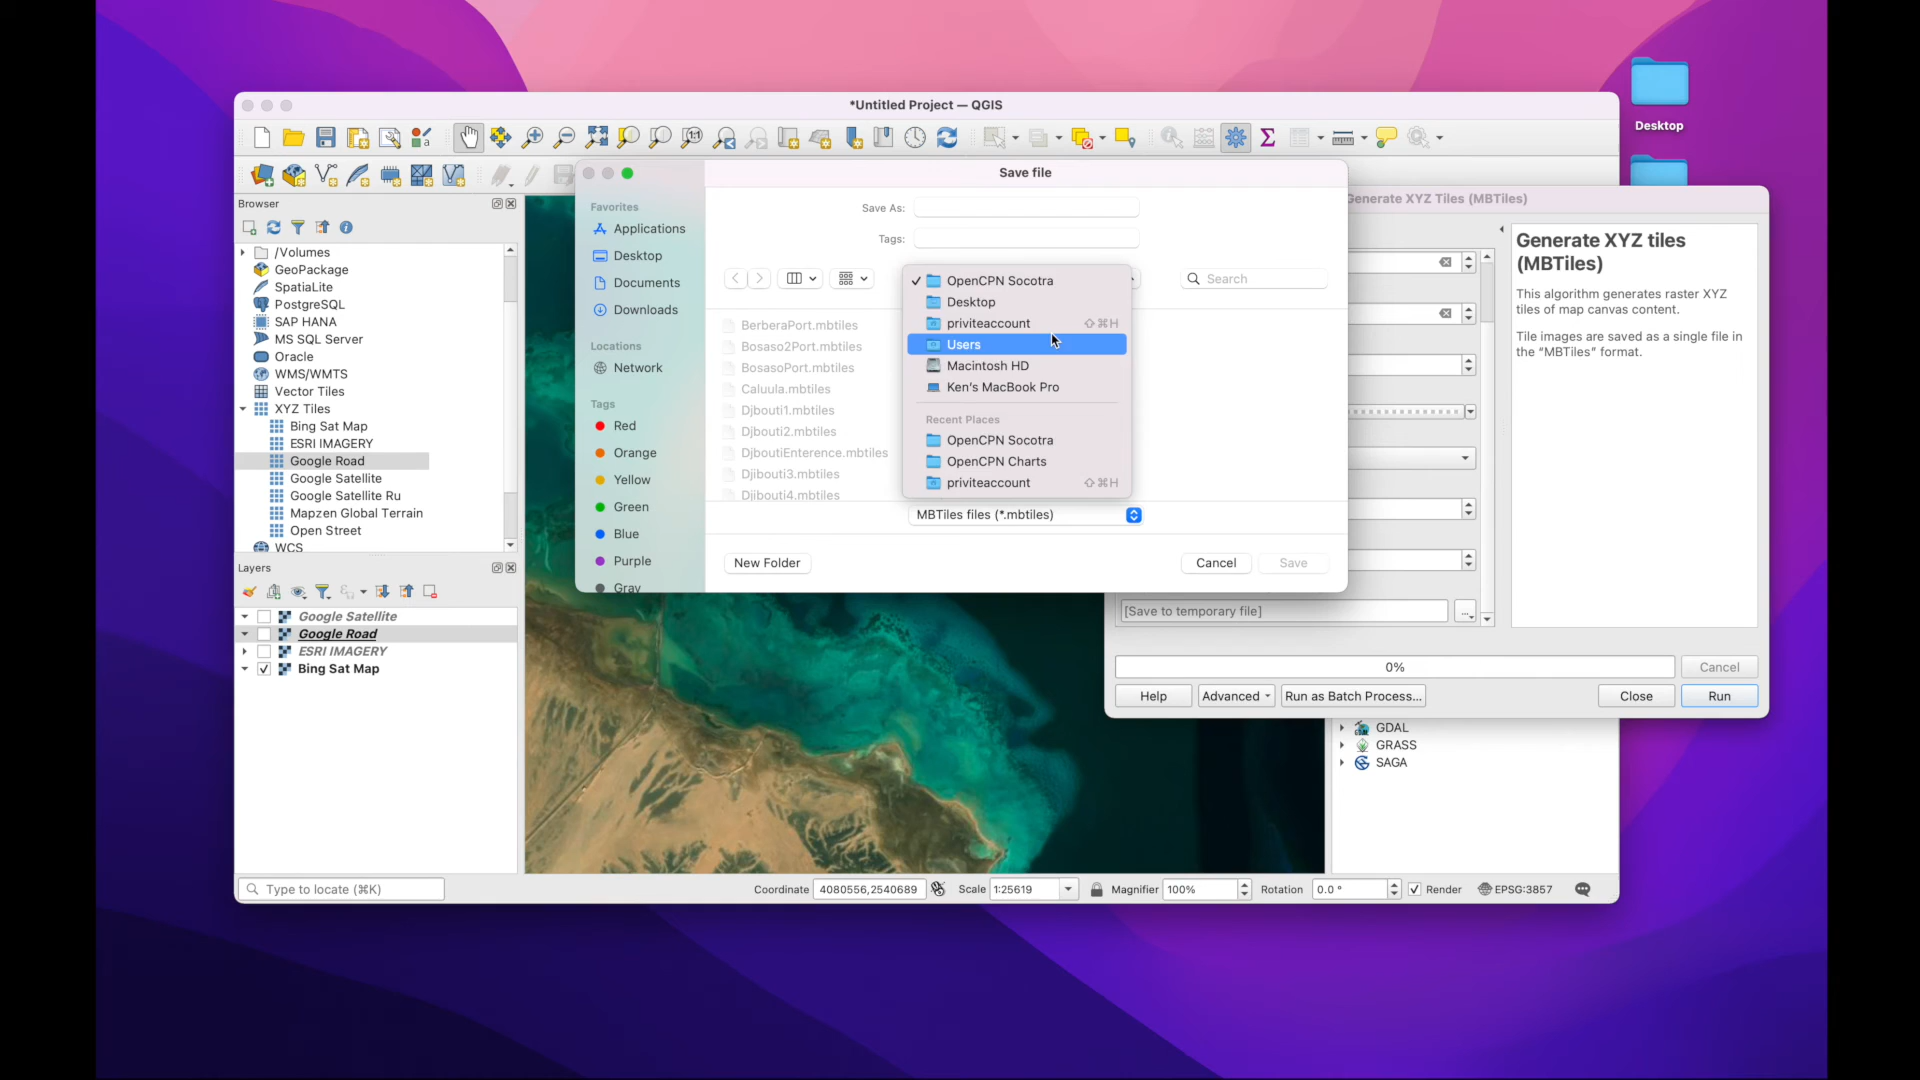 Desktop
*Untitled Project — QGIS
Browser
/Volumes
GeoPackage
SpatiaLite
PostgreSQL
SAP HANA
MS SQL Server
Oracle
WMS/WMTS
Vector Tiles
XYZ Tiles
Bing Sat Map
ESRI IMAGERY
Google Road
Google Satellite
Google Satellite Ru
Mapzen Global Terrain
Open Street
WCS
Layers
Google Satellite
Google Road
ESRI IMAGERY
Bing Sat Map
Save file
Favorites
Applications
Desktop
Documents
Downloads
Locations
Network
Tags
Red
Orange
Yellow
Green
Blue
Purple
Gray
Save As:
Tags:
Search
BerberaPort.mbtiles
Bosaso2Port.mbtiles
BosasoPort.mbtiles
Caluula.mbtiles
Djbouti1.mbtiles
Djbouti2.mbtiles
DjboutiEnterence.mbtiles
Djbouti3.mbtiles
Djbouti4.mbtiles
✓ OpenCPN Socotra
Desktop
priviteaccount ⇧⌘H
Users
Macintosh HD
Ken's MacBook Pro
Recent Places
OpenCPN Socotra
OpenCPN Charts
priviteaccount ⇧⌘H
MBTiles files (*.mbtiles)
New Folder
Cancel
Save
Generate XYZ Tiles (MBTiles)
Generate XYZ tiles
(MBTiles)
This algorithm generates raster XYZ
tiles of map canvas content.
Tile images are saved as a single file in
the “MBTiles” format.
[Save to temporary file]
...
0%
Cancel
Help
Advanced
Run as Batch Process...
Close
Run
GDAL
GRASS
SAGA
Type to locate (⌘K)
Coordinate 4080556,2540689
Scale 1:25619
Magnifier 100%
Rotation 0.0 °
Render
EPSG:3857